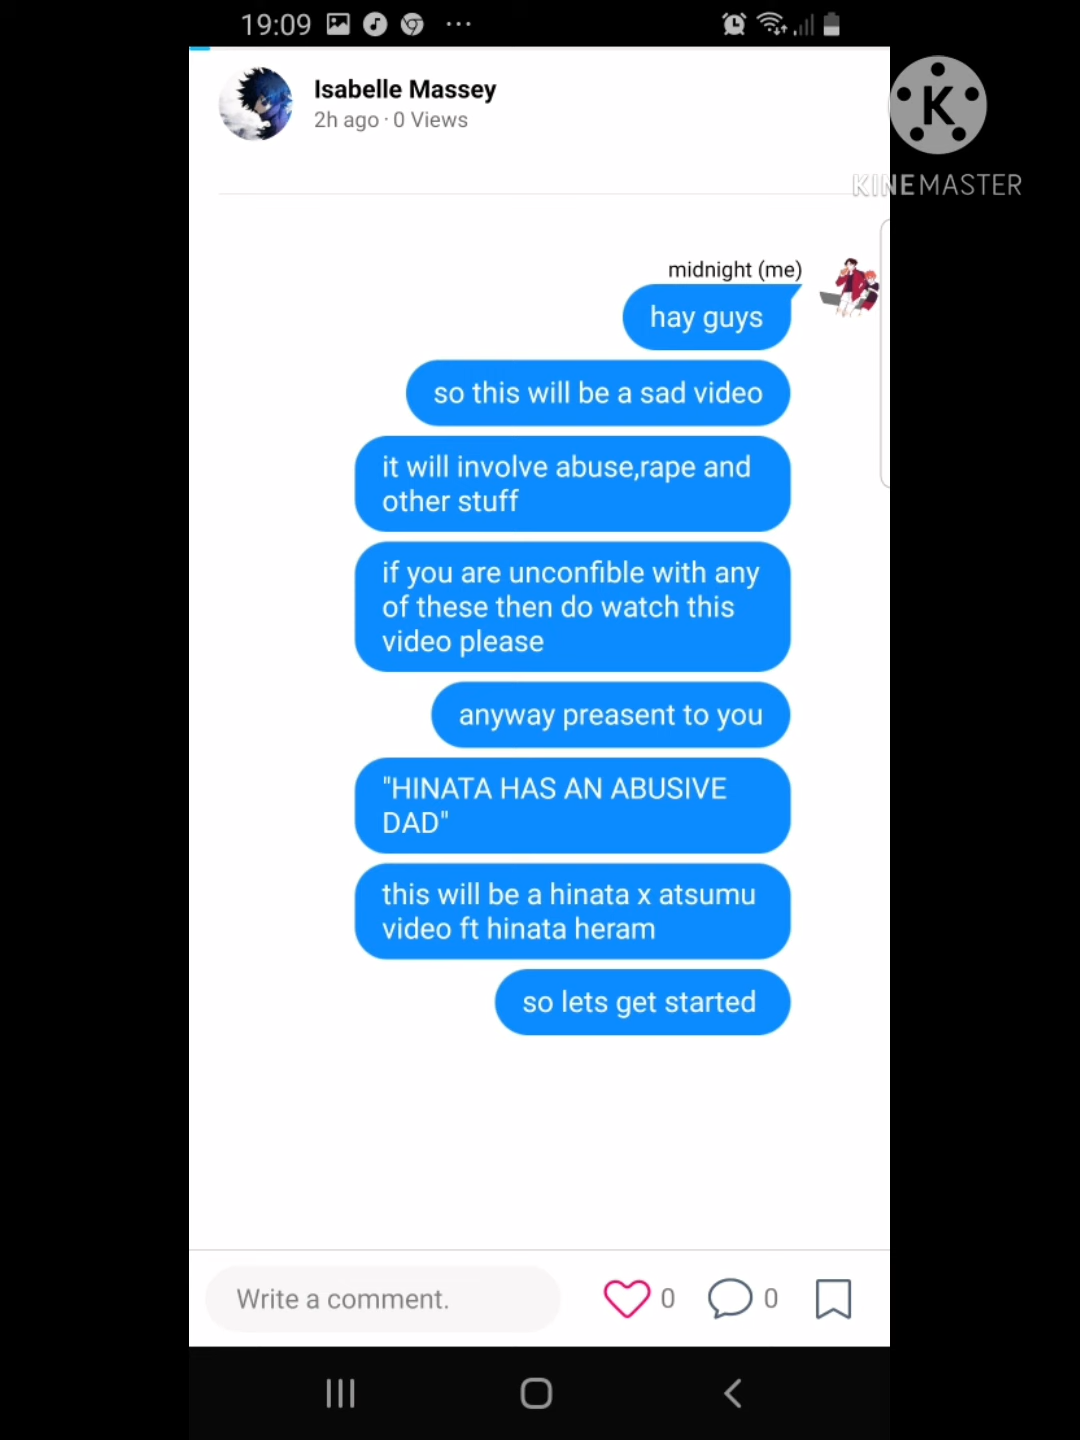 19:09
Isabelle Massey
2h ago · 0 Views
K
KINEMASTER
midnight (me)
hay guys
so this will be a sad video
it will involve abuse,rape and
other stuff
if you are unconfible with any
of these then do watch this
video please
anyway preasent to you
"HINATA HAS AN ABUSIVE
DAD"
this will be a hinata x atsumu
video ft hinata heram
so lets get started
Write a comment.
0
0